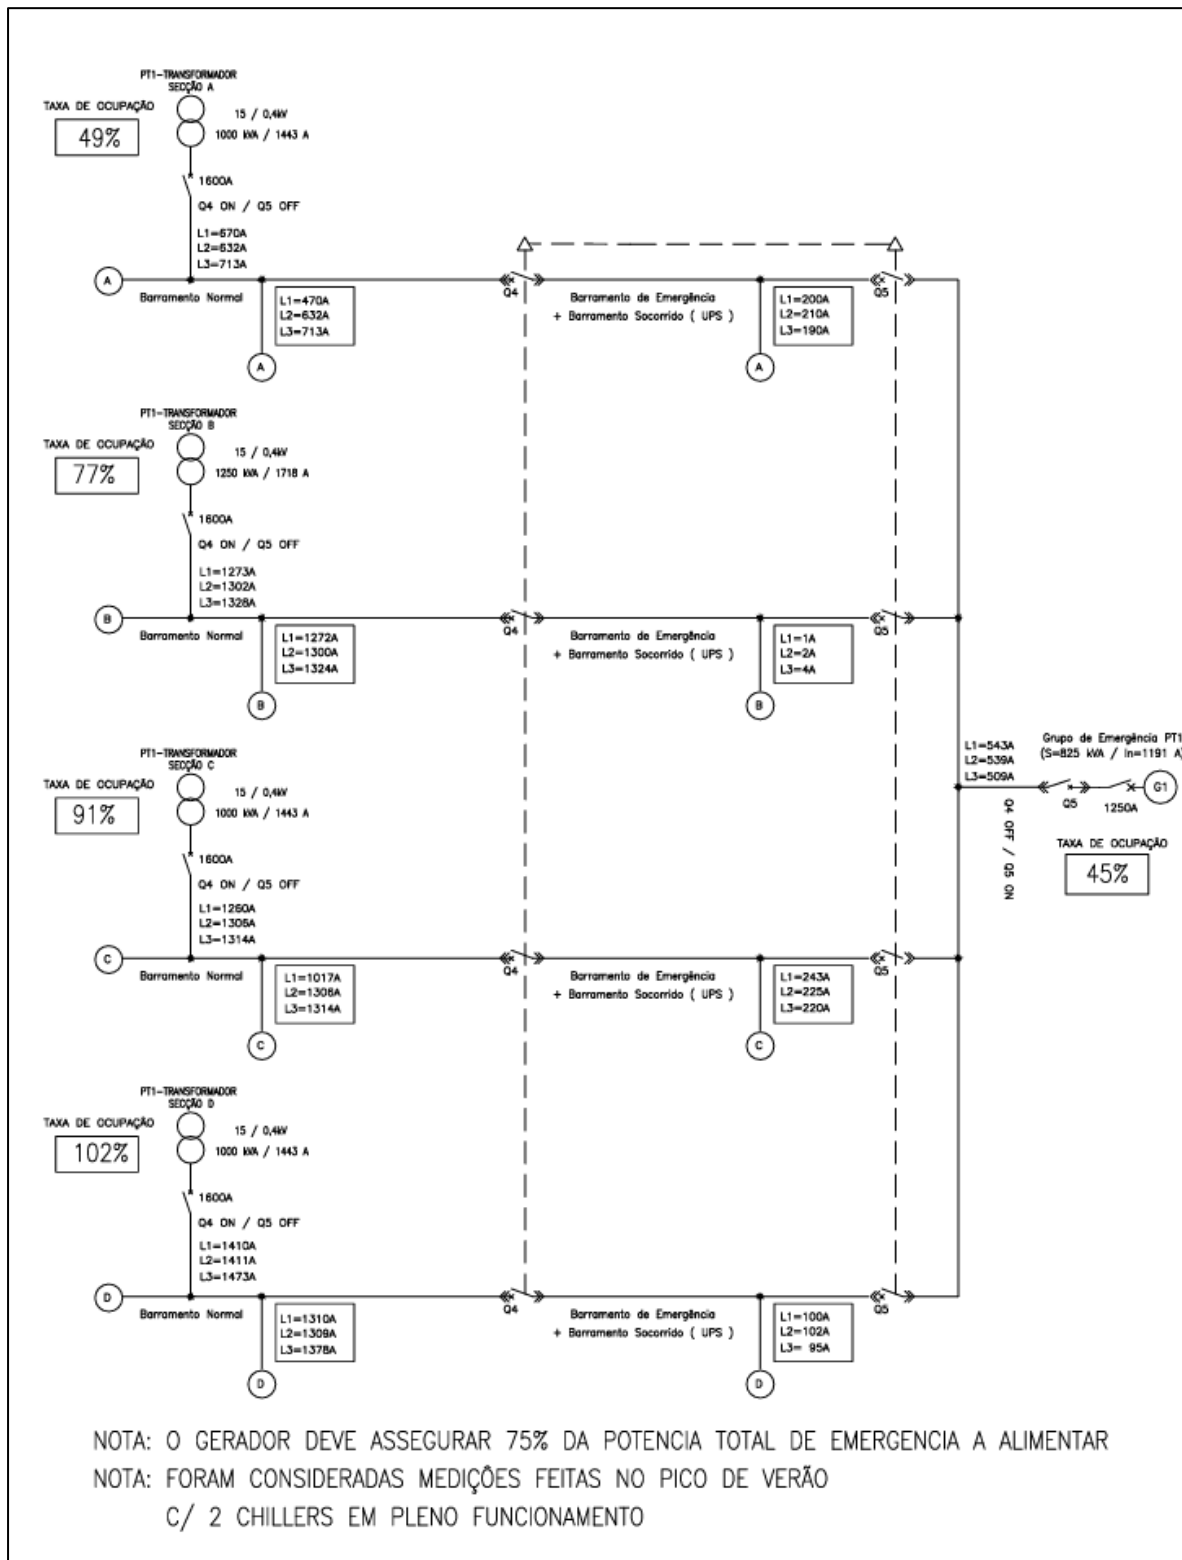 PT1-TRANSFORMADOR
SECÇÃO A
TAXA DE OCUPAÇÃO
49%
15 / 0,4kV
1000 kVA / 1443 A
1600A
Q4 ON / Q5 OFF
L1=670A
L2=632A
L3=713A
A
Barramento Normal
L1=470A
L2=632A
L3=713A
A
Q4
Barramento de Emergência
+ Barramento Socorrido ( UPS )
L1=200A
L2=210A
L3=190A
A
Q5
PT1-TRANSFORMADOR
SECÇÃO B
TAXA DE OCUPAÇÃO
77%
15 / 0,4kV
1250 kVA / 1718 A
1600A
Q4 ON / Q5 OFF
L1=1273A
L2=1302A
L3=1328A
B
Barramento Normal
L1=1272A
L2=1300A
L3=1324A
B
Q4
Barramento de Emergência
+ Barramento Socorrido ( UPS )
L1=1A
L2=2A
L3=4A
B
Q5
L1=543A
L2=539A
L3=509A
Grupo de Emergência PT1
(S=825 kVA / In=1191 A)
Q5
1250A
G1
Q4 OFF / Q5 ON
TAXA DE OCUPAÇÃO
45%
PT1-TRANSFORMADOR
SECÇÃO C
TAXA DE OCUPAÇÃO
91%
15 / 0,4kV
1000 kVA / 1443 A
1600A
Q4 ON / Q5 OFF
L1=1260A
L2=1306A
L3=1314A
C
Barramento Normal
L1=1017A
L2=1306A
L3=1314A
C
Q4
Barramento de Emergência
+ Barramento Socorrido ( UPS )
L1=243A
L2=225A
L3=220A
C
Q5
PT1-TRANSFORMADOR
SECÇÃO D
TAXA DE OCUPAÇÃO
102%
15 / 0,4kV
1000 kVA / 1443 A
1600A
Q4 ON / Q5 OFF
L1=1410A
L2=1411A
L3=1473A
D
Barramento Normal
L1=1310A
L2=1309A
L3=1378A
D
Q4
Barramento de Emergência
+ Barramento Socorrido ( UPS )
L1=100A
L2=102A
L3= 95A
D
Q5
NOTA: O GERADOR DEVE ASSEGURAR 75% DA POTENCIA TOTAL DE EMERGENCIA A ALIMENTAR
NOTA: FORAM CONSIDERADAS MEDIÇÕES FEITAS NO PICO DE VERÃO
C/ 2 CHILLERS EM PLENO FUNCIONAMENTO